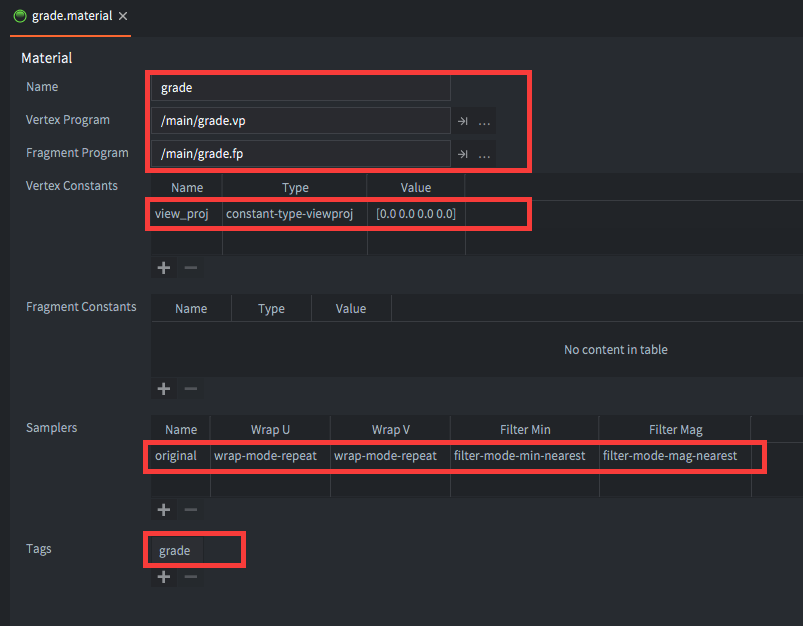 grade.material
Material
Name grade
Vertex Program /main/grade.vp ...
Fragment Program /main/grade.fp ...
Vertex Constants Name Type Value
view_proj constant-type-viewproj [0.0 0.0 0.0 0.0]
Fragment Constants Name Type Value
No content in table
Samplers Name Wrap U Wrap V Filter Min Filter Mag
original wrap-mode-repeat wrap-mode-repeat filter-mode-min-nearest filter-mode-mag-nearest
Tags grade